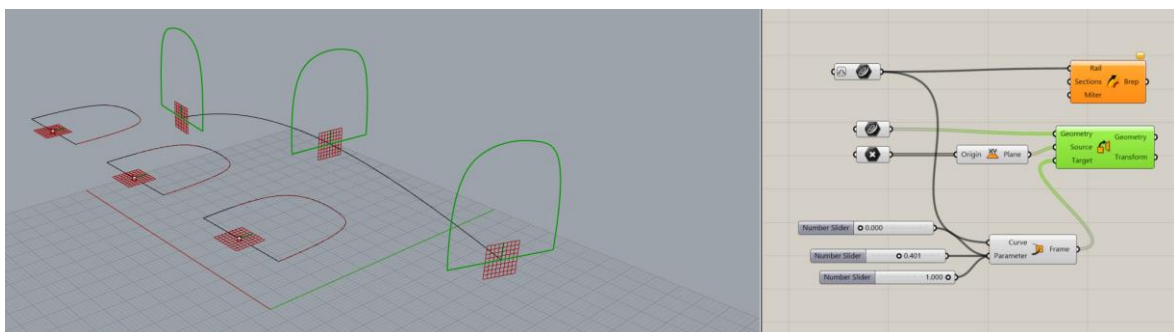 Rail
Sections
Brep
Miter
Geometry
Geometry
Source
Target
Transform
Origin
XY
Plane
Number Slider
0.000
Number Slider
0.401
Number Slider
1.000
Curve
Parameter
Frame